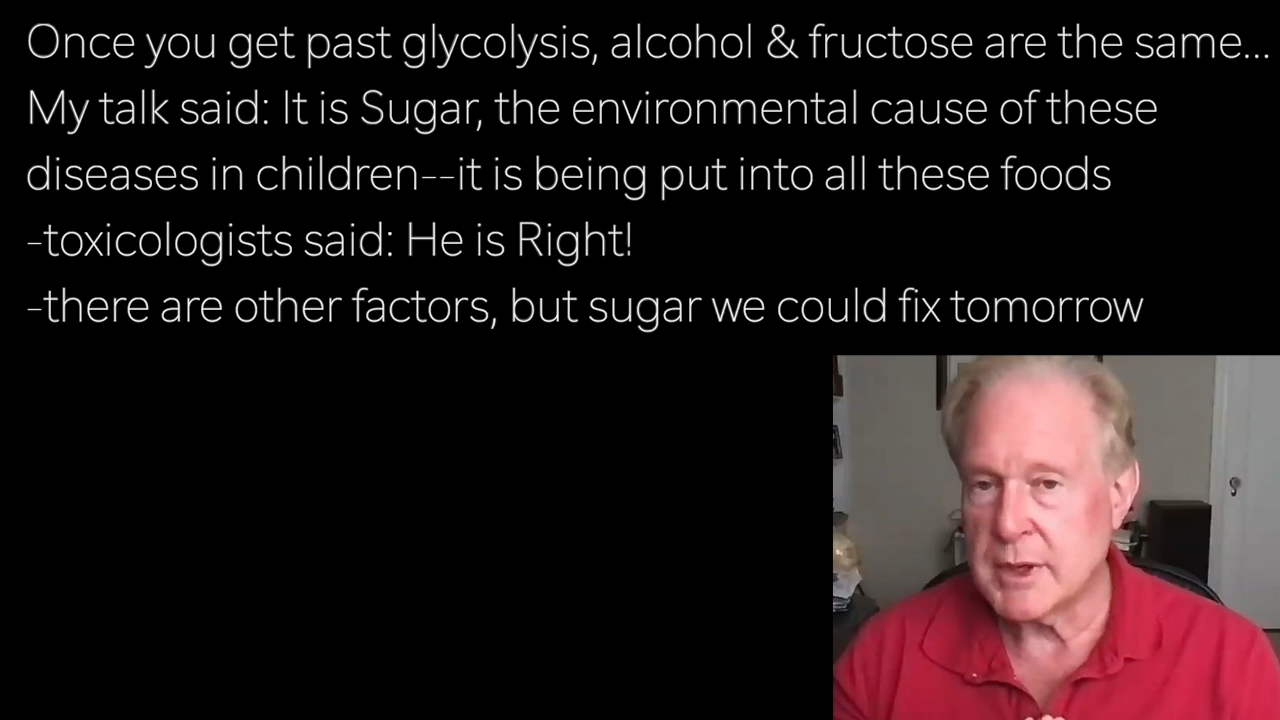 Once you get past glycolysis, alcohol & fructose are the same...
My talk said: It is Sugar, the environmental cause of these
diseases in children--it is being put into all these foods
-toxicologists said: He is Right!
-there are other factors, but sugar we could fix tomorrow